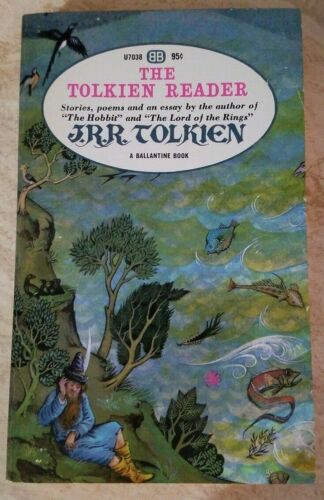 U7038 BB 95¢
THE
TOLKIEN READER
Stories, poems and an essay by the author of
"The Hobbit" and "The Lord of the Rings"
J.R.R. TOLKIEN
A BALLANTINE BOOK